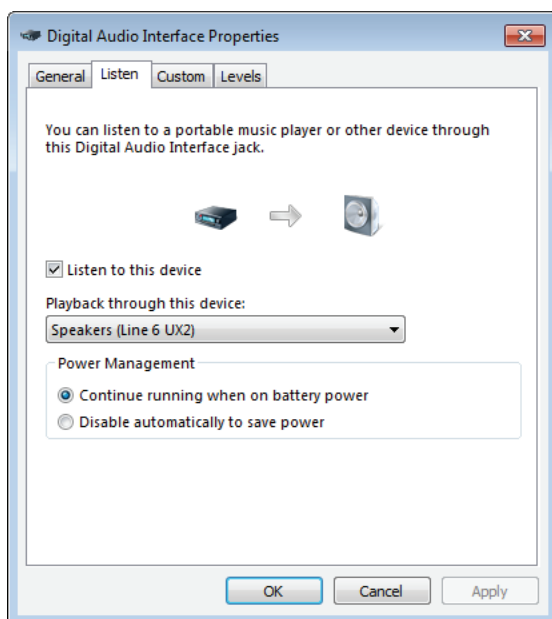 Digital Audio Interface Properties
General Listen Custom Levels
You can listen to a portable music player or other device through
this Digital Audio Interface jack.
Listen to this device
Playback through this device:
Speakers (Line 6 UX2)
Power Management
Continue running when on battery power
Disable automatically to save power
OK Cancel Apply